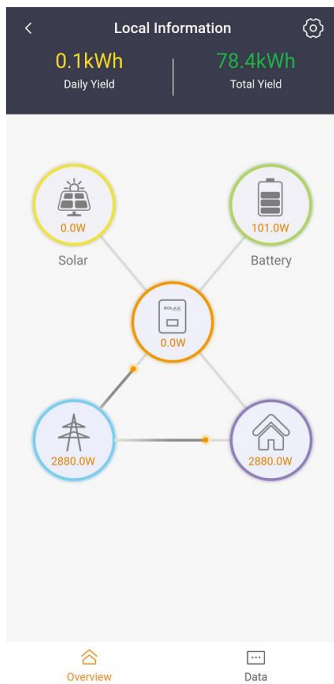 Local Information
0.1kWh
78.4kWh
Daily Yield
Total Yield
0.0W
101.0W
Solar
Battery
SOLAX
0.0W
2880.0W
2880.0W
Overview
Data